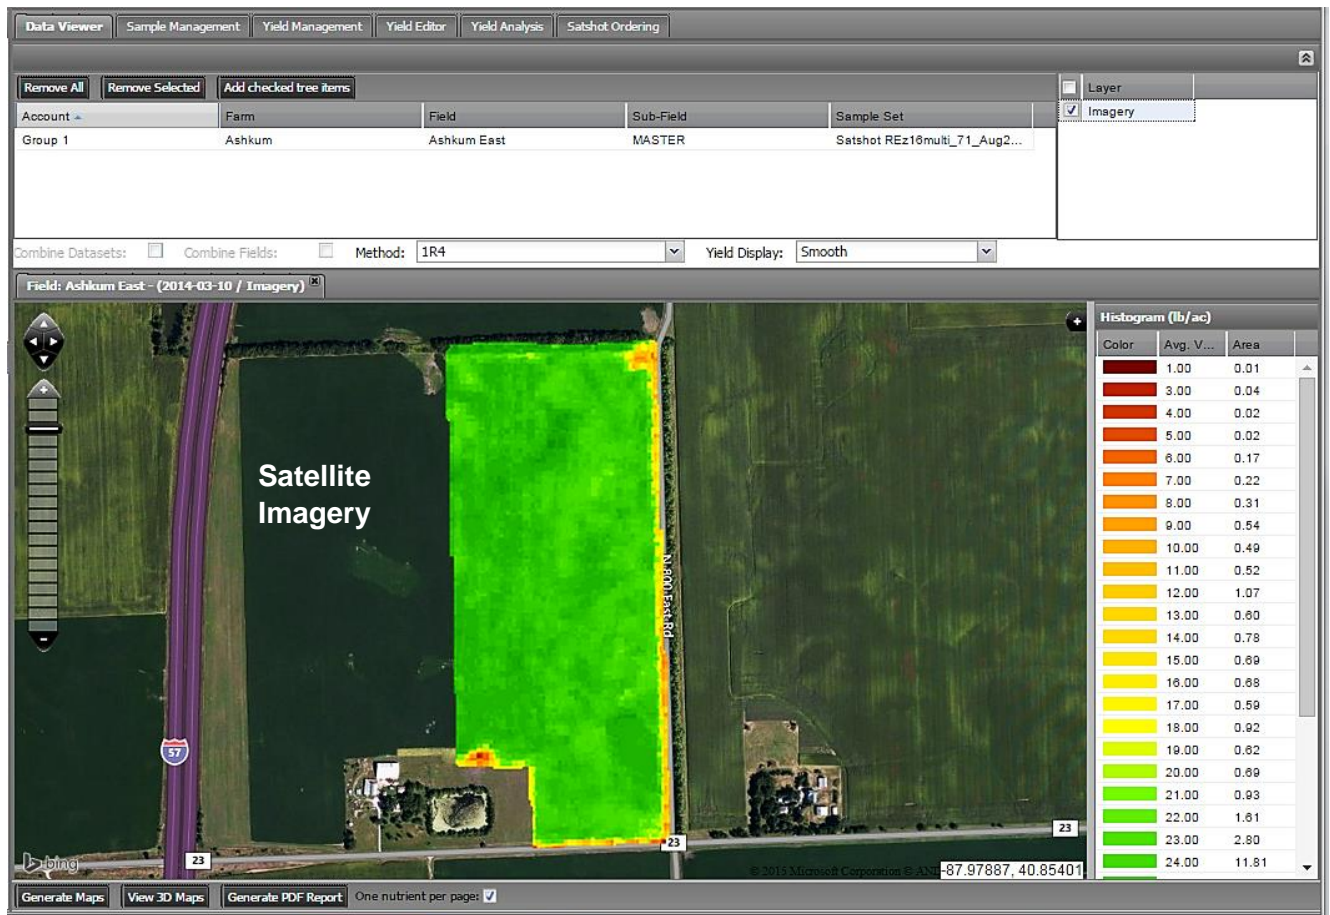 Data Viewer Sample Management Yield Management Yield Editor Yield Analysis Satshot Ordering
Remove All Remove Selected Add checked tree items
Layer
Account Farm Field Sub-Field Sample Set
Imagery
Group 1 Ashkum Ashkum East MASTER Satshot REz16multi_71_Aug2...
Combine Datasets: Combine Fields: Method: 1R4 Yield Display: Smooth
Field: Ashkum East - (2014-03-10 / Imagery)
Histogram (lb/ac)
Color Avg. V... Area
1.00 0.01
3.00 0.04
4.00 0.02
5.00 0.02
6.00 0.17
7.00 0.22
8.00 0.31
9.00 0.54
10.00 0.49
11.00 0.52
12.00 1.07
13.00 0.60
14.00 0.78
15.00 0.69
16.00 0.68
17.00 0.59
18.00 0.92
19.00 0.62
20.00 0.69
21.00 0.93
22.00 1.61
23.00 2.80
24.00 11.81
Satellite
Imagery
N 800 East Rd
57
23
23
23
bing
© 2015 Microsoft Corporation © AND
-87.97887, 40.85401
Generate Maps View 3D Maps Generate PDF Report One nutrient per page: